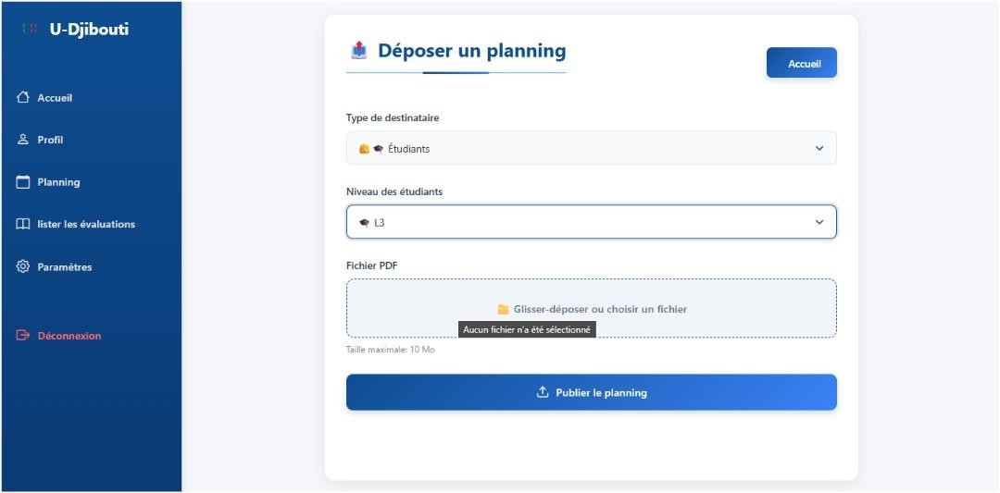 U-Djibouti
Accueil
Profil
Planning
lister les évaluations
Paramètres
Déconnexion
Déposer un planning
Accueil
Type de destinataire
Étudiants
Niveau des étudiants
L3
Fichier PDF
Glisser-déposer ou choisir un fichier
Aucun fichier n'a été sélectionné
Taille maximale: 10 Mo
Publier le planning